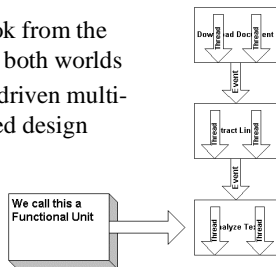 ok from the
both worlds
driven multi-
ed design
Thread
Thread
Event
Thread
Thread
Event
We call this a
Functional Unit
Thread
Thread